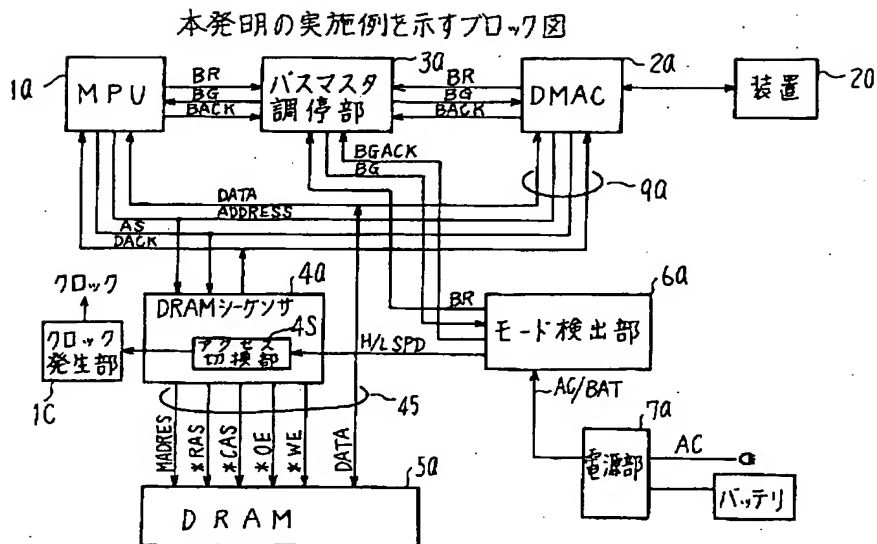 本発明の実施例を示すブロック図
1a
MPU
BR
BG
BACK
3a
バスマスタ
調停部
BR
BG
BACK
2a
DMAC
装置
20
BGACK
BG
9a
DATA
ADDRESS
AS
DACK
クロック
4a
DRAMシーケンサ
4S
アクセス
切換部
クロック
発生部
1C
BR
6a
モード検出部
H/LSPD
AC/BAT
45
MADRES
*RAS
*CAS
*OE
*WE
DATA
7a
電源部
AC
バッテリ
5a
DRAM